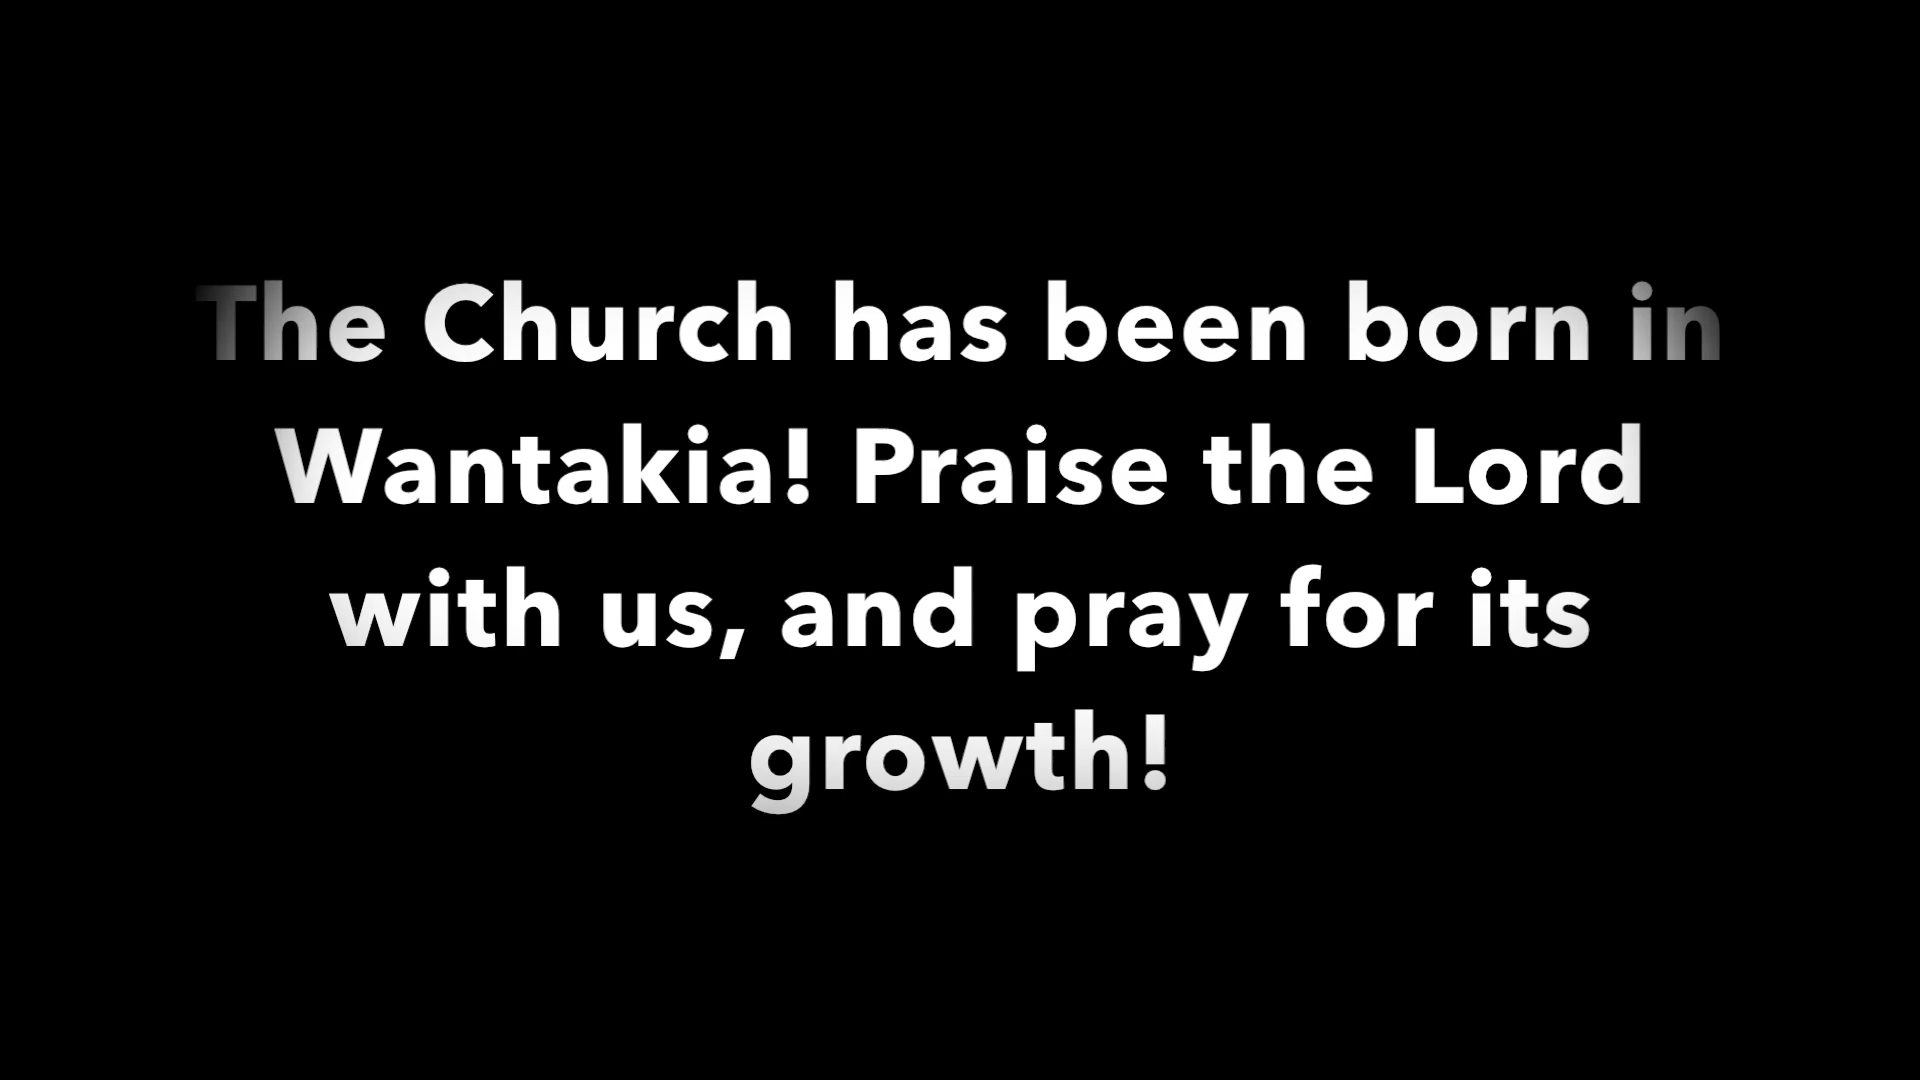 The Church has been born in
Wantakia! Praise the Lord
with us, and pray for its
growth!